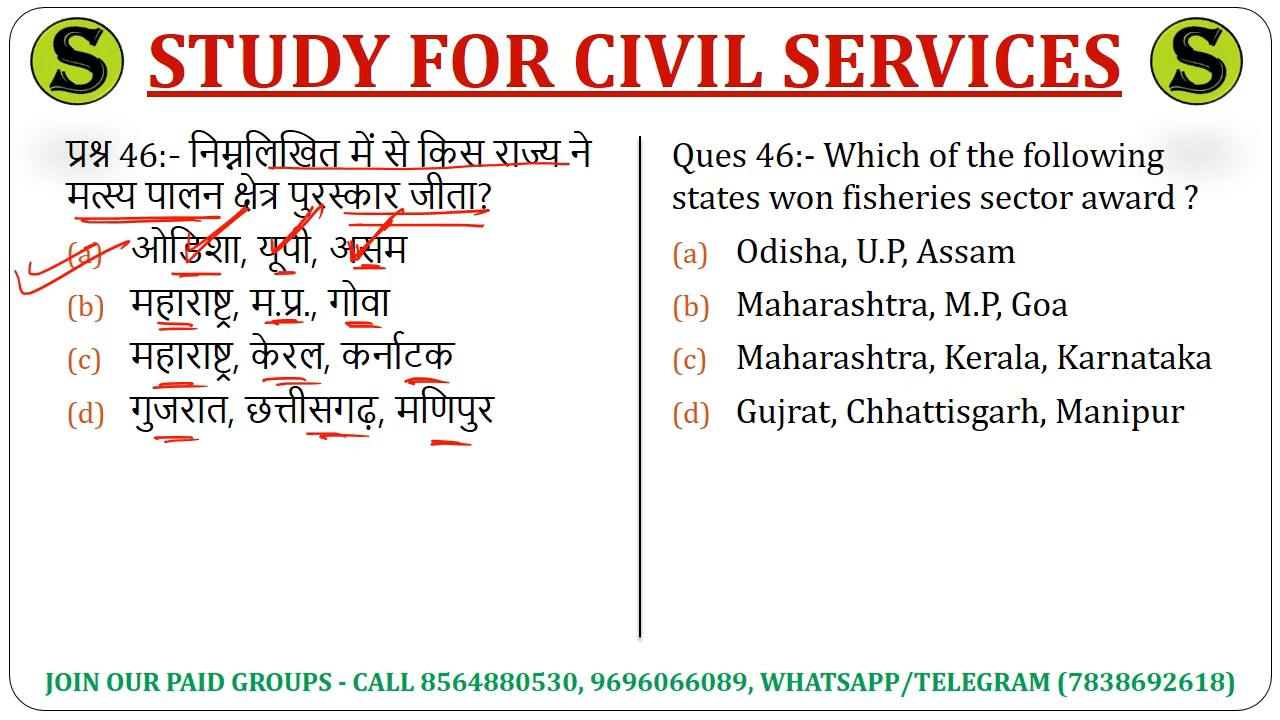 S STUDY FOR CIVIL SERVICES S
प्रश्न 46:- निम्नलिखित में से किस राज्य ने
मत्स्य पालन क्षेत्र पुरस्कार जीता?
(a) ओडिशा, यूपी, असम
(b) महाराष्ट्र, म.प्र., गोवा
(c) महाराष्ट्र, केरल, कर्नाटक
(d) गुजरात, छत्तीसगढ़, मणिपुर
Ques 46:- Which of the following
states won fisheries sector award ?
(a) Odisha, U.P, Assam
(b) Maharashtra, M.P, Goa
(c) Maharashtra, Kerala, Karnataka
(d) Gujrat, Chhattisgarh, Manipur
JOIN OUR PAID GROUPS - CALL 8564880530, 9696066089, WHATSAPP/TELEGRAM (7838692618)